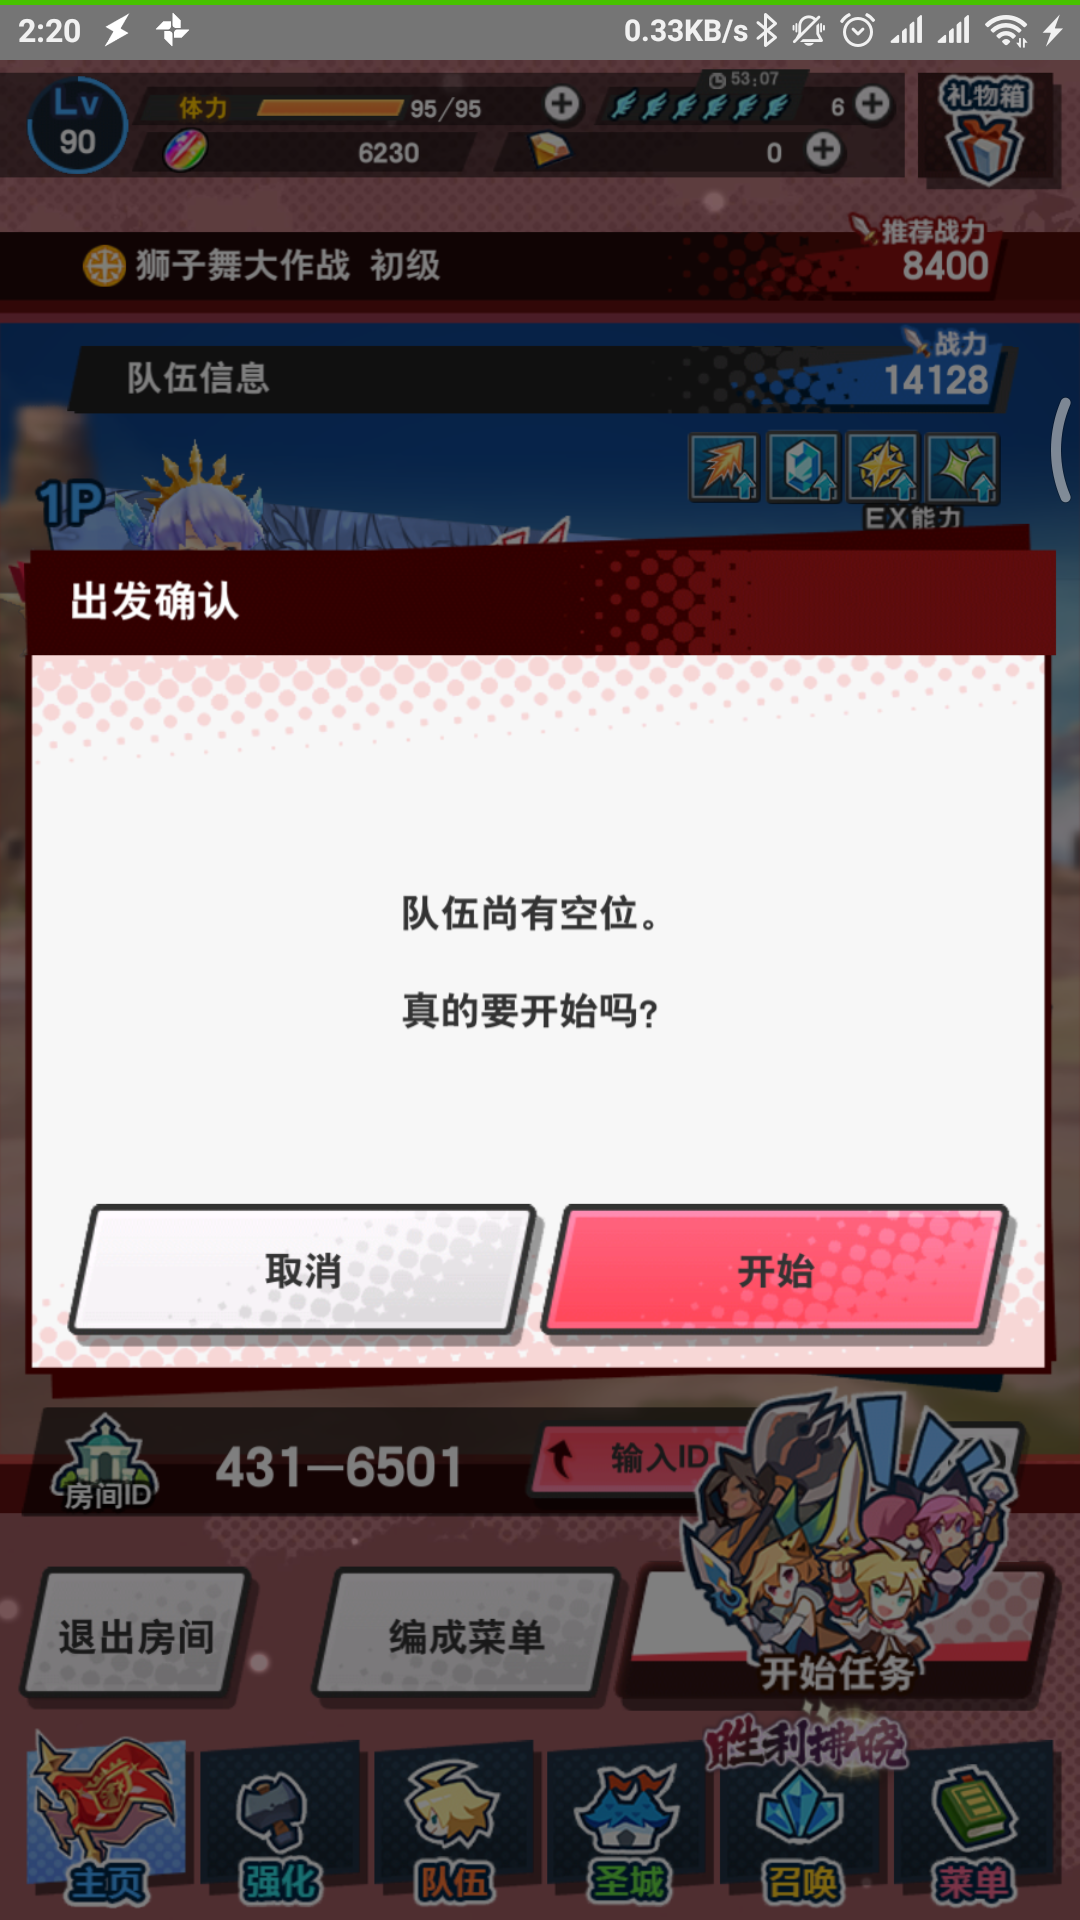 2:20
0.33KB/s
Lv
90
体力
95/95
53:07
6
6230
0
礼物箱
狮子舞大作战 初级
推荐战力
8400
队伍信息
战力
14128
1P
EX能力
出发确认
队伍尚有空位。
真的要开始吗?
取消
开始
房间ID
431-6501
输入ID
退出房间
编成菜单
开始任务
胜利拂晓
主页
强化
队伍
圣城
召唤
菜单